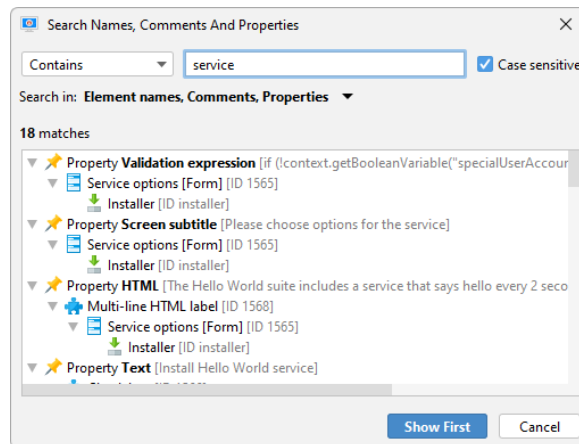 Search Names, Comments And Properties
Contains service Case sensitive
Search in: Element names, Comments, Properties
18 matches
Property Validation expression [if (!context.getBooleanVariable("specialUserAccour
Service options [Form] [ID 1565]
Installer [ID installer]
Property Screen subtitle [Please choose options for the service]
Service options [Form] [ID 1565]
Installer [ID installer]
Property HTML [The Hello World suite includes a service that says hello every 2 seco
Multi-line HTML label [ID 1568]
Service options [Form] [ID 1565]
Installer [ID installer]
Property Text [Install Hello World service]
Show First Cancel